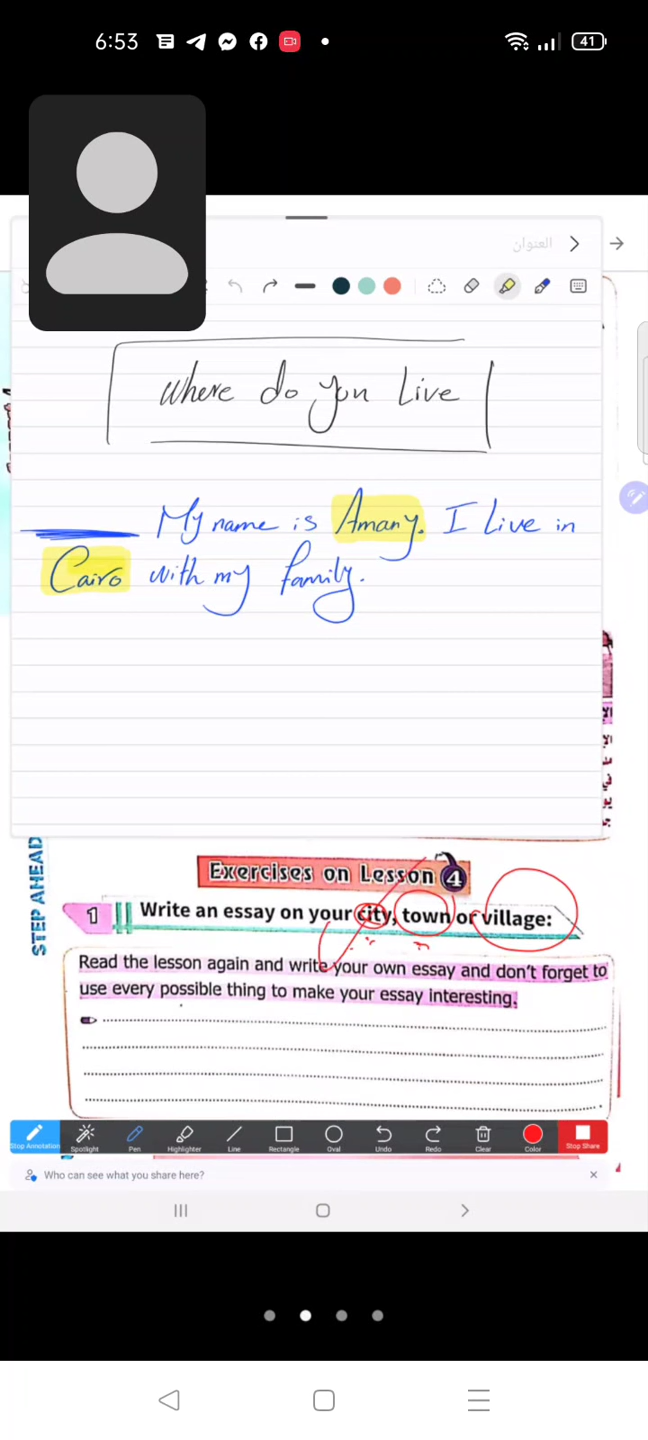 6:53
41
العنوان
Where do you Live
My name is Amany. I Live in
Cairo with my family.
STEP AHEAD
Exercises on Lesson 4
1 Write an essay on your city, town or village:
Read the lesson again and write your own essay and don't forget to
use every possible thing to make your essay interesting.
Stop Annotation Spotlight Pen Highlighter Line Rectangle Oval Undo Redo Clear Color Stop Share
Who can see what you share here?